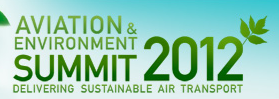 AVIATION &
ENVIRONMENT
SUMMIT 2012
DELIVERING SUSTAINABLE AIR TRANSPORT